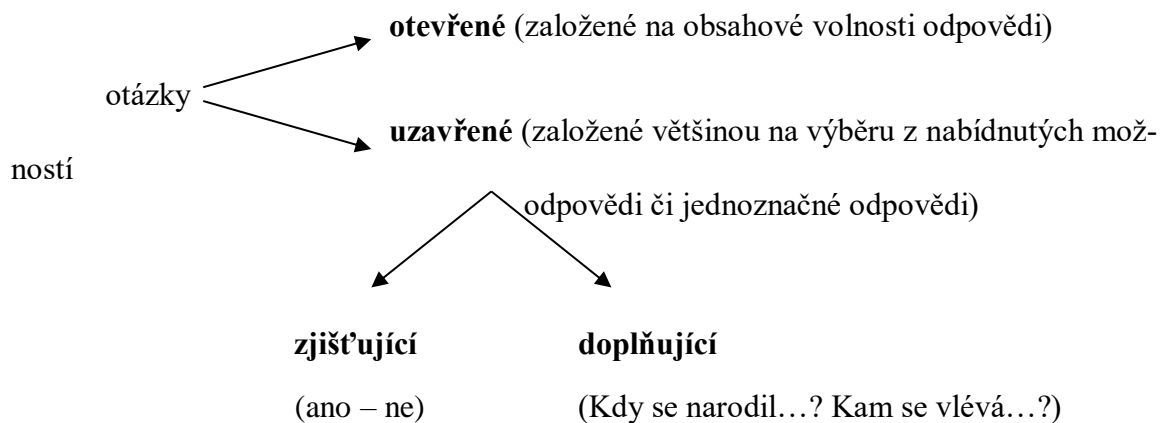 otevřené (založené na obsahové volnosti odpovědi)
otázky
uzavřené (založené většinou na výběru z nabídnutých mož-
ností
odpovědi či jednoznačné odpovědi)
zjišťující doplňující
(ano – ne) (Kdy se narodil…? Kam se vlévá…?)